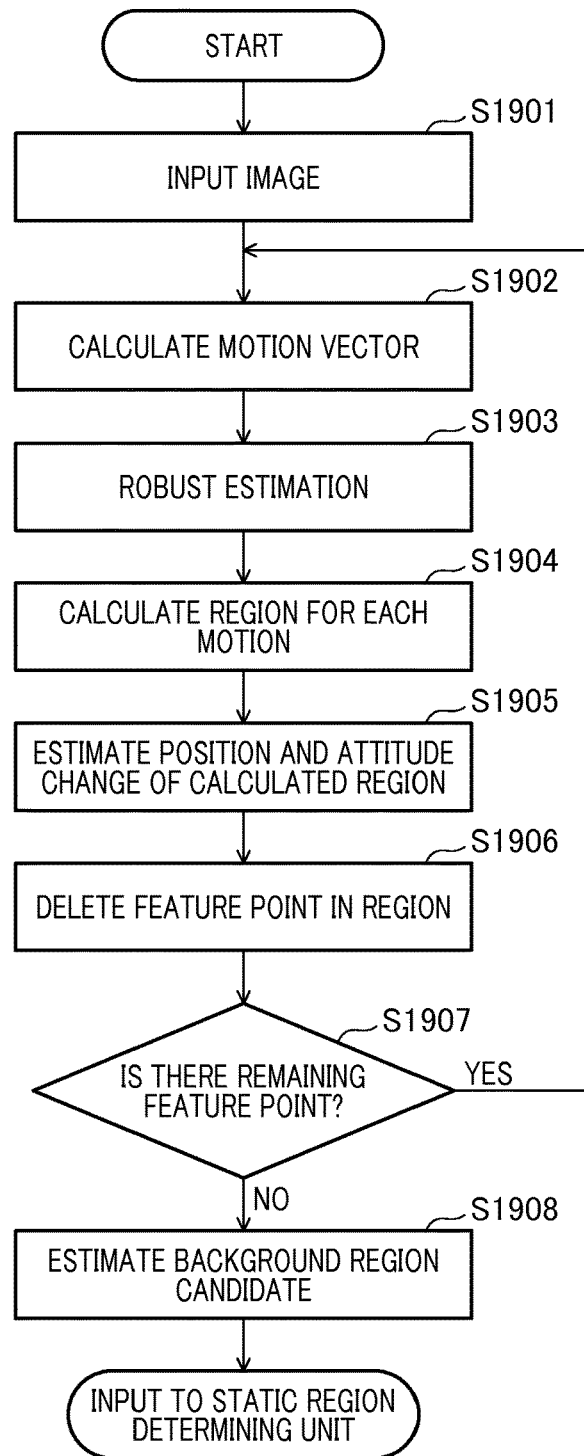 START
S1901
INPUT IMAGE
S1902
CALCULATE MOTION VECTOR
S1903
ROBUST ESTIMATION
S1904
CALCULATE REGION FOR EACH
MOTION
S1905
ESTIMATE POSITION AND ATTITUDE
CHANGE OF CALCULATED REGION
S1906
DELETE FEATURE POINT IN REGION
S1907
IS THERE REMAINING
FEATURE POINT?
YES
NO
S1908
ESTIMATE BACKGROUND REGION
CANDIDATE
INPUT TO STATIC REGION
DETERMINING UNIT